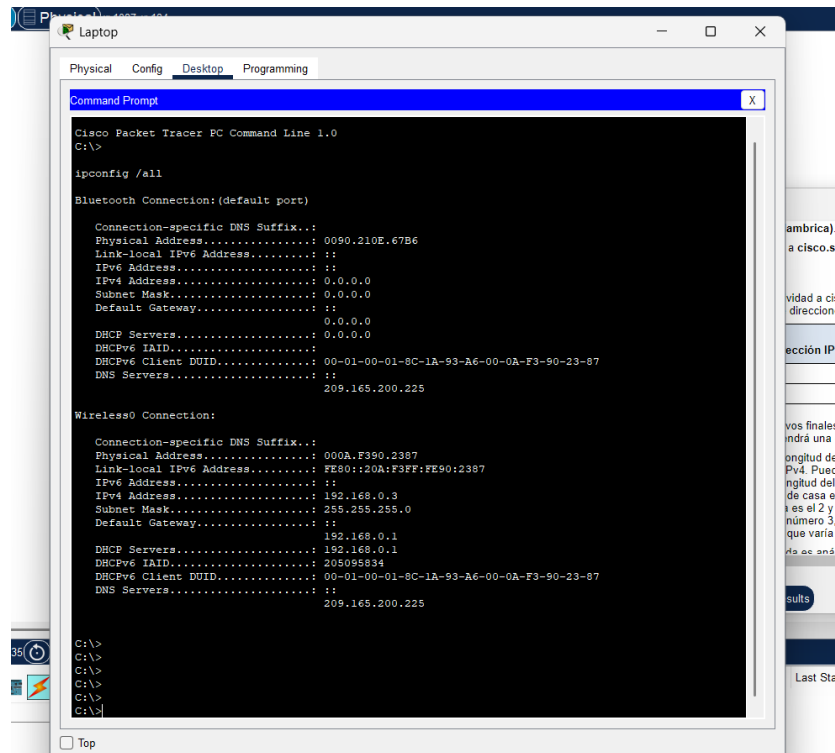 Physical
Laptop
Physical Config Desktop Programming
Command Prompt
X
Cisco Packet Tracer PC Command Line 1.0
C:\>
ipconfig /all
Bluetooth Connection:(default port)
Connection-specific DNS Suffix..:
Physical Address................: 0090.210E.67B6
Link-local IPv6 Address.........: ::
IPv6 Address....................: ::
IPv4 Address....................: 0.0.0.0
Subnet Mask.....................: 0.0.0.0
Default Gateway.................: ::
0.0.0.0
DHCP Servers....................: 0.0.0.0
DHCPv6 IAID.....................:
DHCPv6 Client DUID..............: 00-01-00-01-8C-1A-93-A6-00-0A-F3-90-23-87
DNS Servers.....................: ::
209.165.200.225
Wireless0 Connection:
Connection-specific DNS Suffix..:
Physical Address................: 000A.F390.2387
Link-local IPv6 Address.........: FE80::20A:F3FF:FE90:2387
IPv6 Address....................: ::
IPv4 Address....................: 192.168.0.3
Subnet Mask.....................: 255.255.255.0
Default Gateway.................: ::
192.168.0.1
DHCP Servers....................: 192.168.0.1
DHCPv6 IAID.....................: 205095834
DHCPv6 Client DUID..............: 00-01-00-01-8C-1A-93-A6-00-0A-F3-90-23-87
DNS Servers.....................: ::
209.165.200.225
C:\>
C:\>
C:\>
C:\>
C:\>
C:\>
Top
35
ambrica)
a cisco.s
vidad a ci
direccion
ección IP
vos finales
endrá una
ongitud de
Pv4. Pued
ngitud del
de casa e
a es el 2 y
número 3,
que varía
da es aná
sults
Last Sta